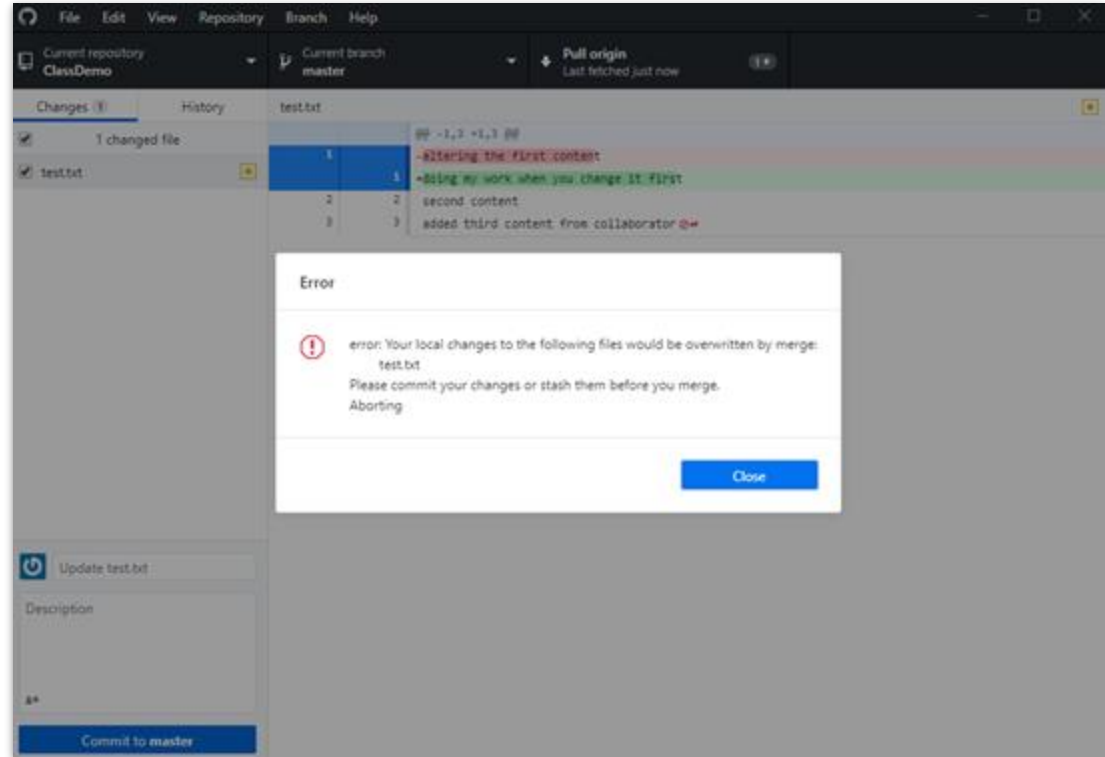 File Edit View Repository Branch Help
Current repository
ClassDemo
Current branch
master
Pull origin
Last fetched just now
1
Changes 1 History
test.txt
1 changed file
@@ -1,3 +1,3 @@
test.txt
1 -altering the first content
1 +doing my work when you change it first
2 2 second content
3 3 added third content from collaborator
Error
error: Your local changes to the following files would be overwritten by merge:
test.txt
Please commit your changes or stash them before you merge.
Aborting
Close
Update test.txt
Description
Commit to master